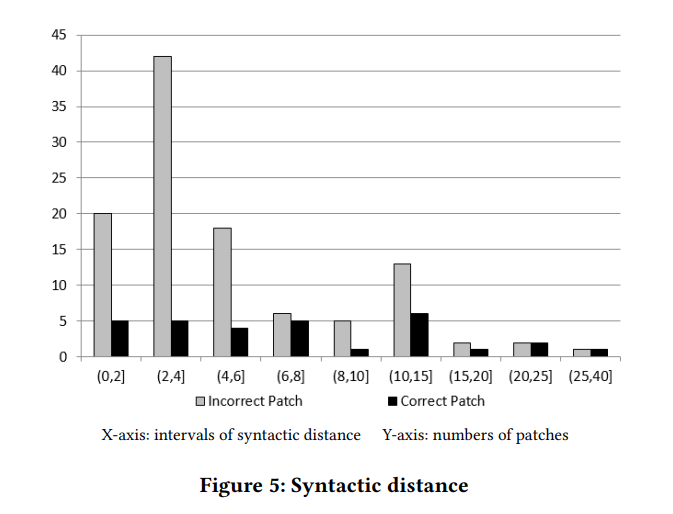 45
40
35
30
25
20
15
10
5
0
(0,2] (2,4] (4,6] (6,8] (8,10] (10,15] (15,20] (20,25] (25,40]
Incorrect Patch Correct Patch
X-axis: intervals of syntactic distance Y-axis: numbers of patches
Figure 5: Syntactic distance